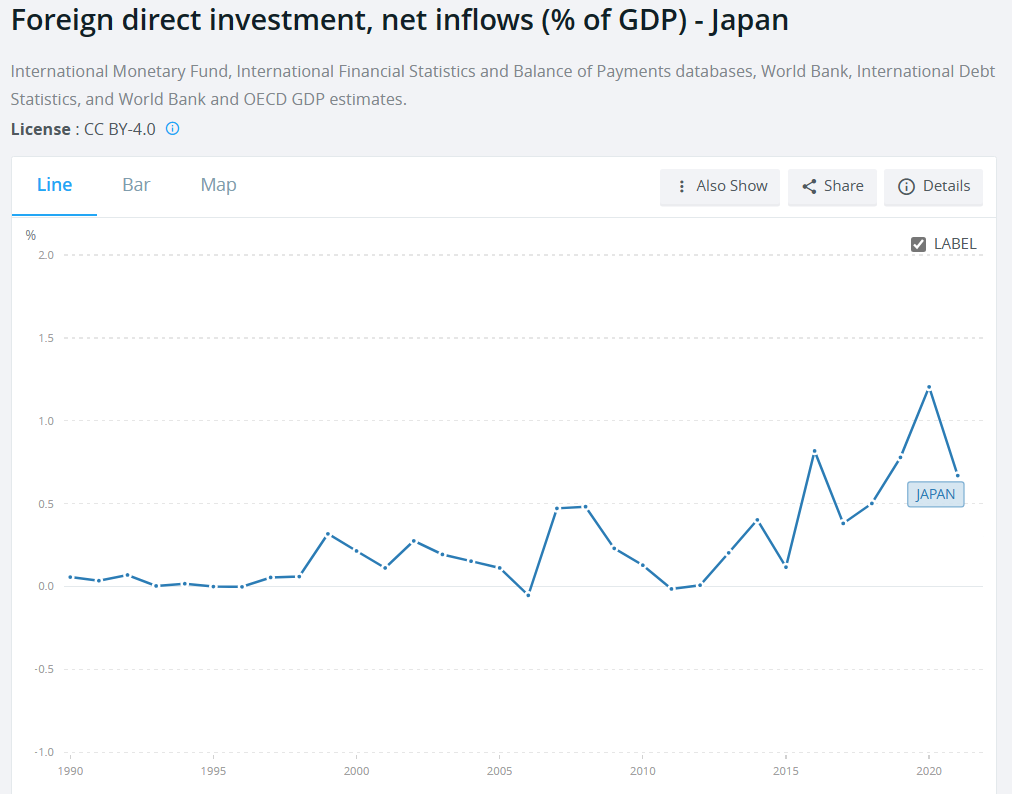 Foreign direct investment, net inflows (% of GDP) - Japan
International Monetary Fund, International Financial Statistics and Balance of Payments databases, World Bank, International Debt
Statistics, and World Bank and OECD GDP estimates.
License : CC BY-4.0
Line Bar Map Also Show Share Details
%
LABEL
2.0
1.5
1.0
0.5
JAPAN
0.0
-0.5
-1.0
1990 1995 2000 2005 2010 2015 2020